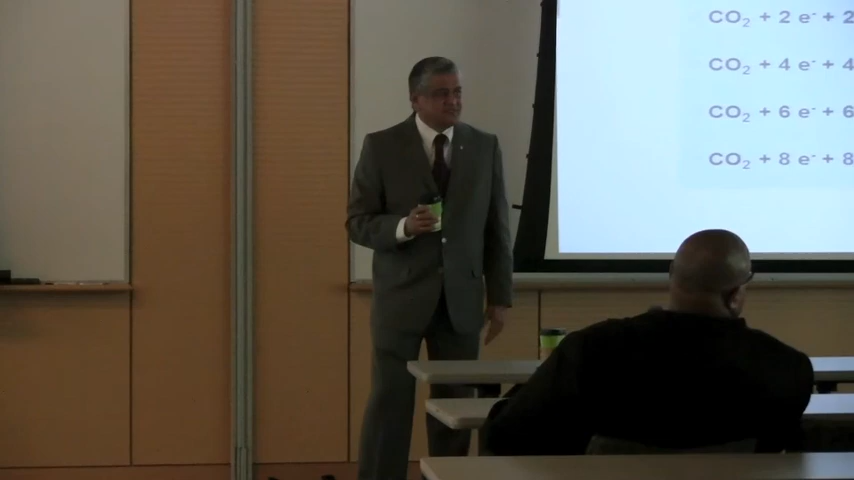 CO₂ + 2 e⁻ + 2
CO₂ + 4 e⁻ + 4
CO₂ + 6 e⁻ + 6
CO₂ + 8 e⁻ + 8